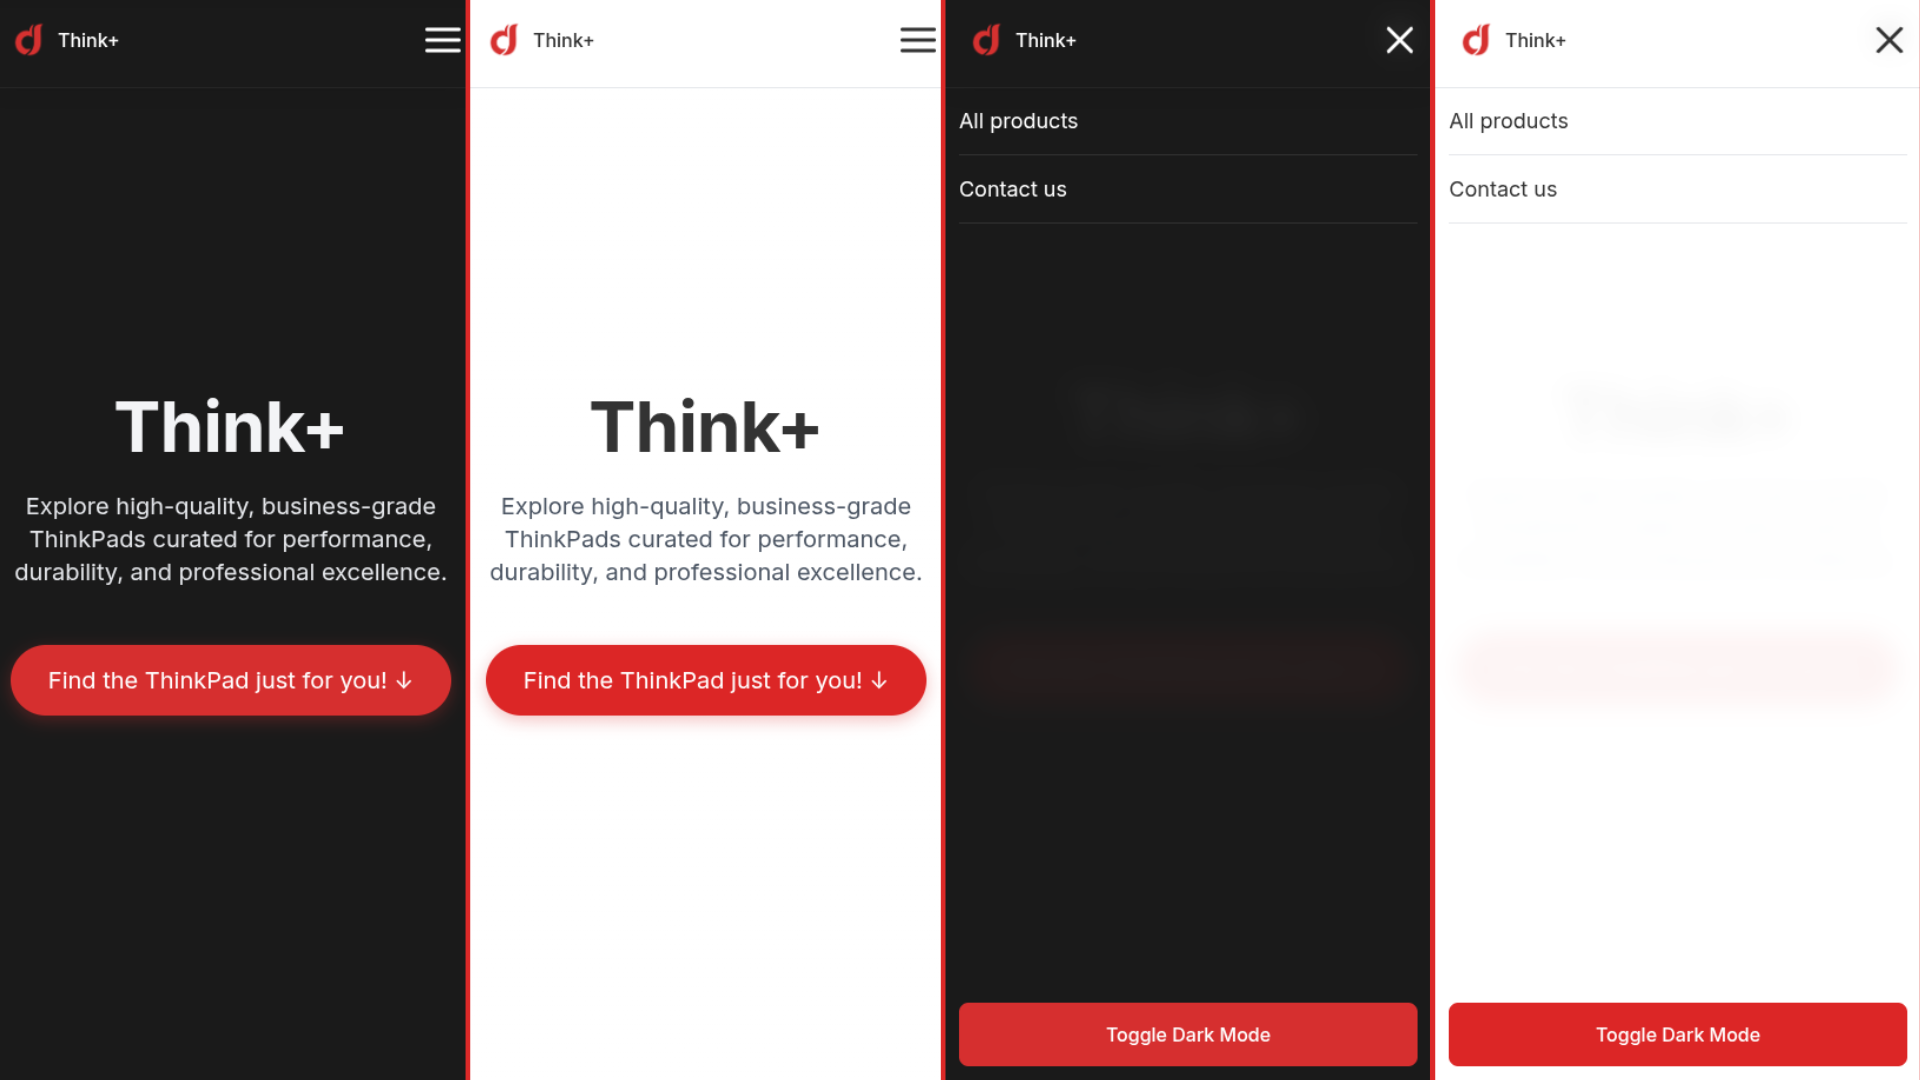 Think+
Think+
Explore high-quality, business-grade
ThinkPads curated for performance,
durability, and professional excellence.
Find the ThinkPad just for you! ↓
Think+
Think+
Explore high-quality, business-grade
ThinkPads curated for performance,
durability, and professional excellence.
Find the ThinkPad just for you! ↓
Think+
All products
Contact us
Toggle Dark Mode
Think+
All products
Contact us
Toggle Dark Mode